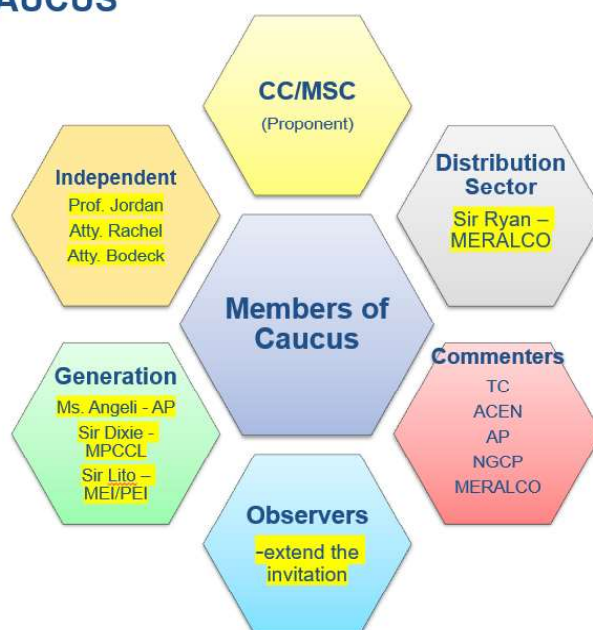 AUCUS
CC/MSC
(Proponent)
Independent
Prof. Jordan
Atty. Rachel
Atty. Bodeck
Distribution
Sector
Sir Ryan –
MERALCO
Members of
Caucus
Generation
Ms. Angeli - AP
Sir Dixie -
MPCCL
Sir Lito –
MEI/PEI
Commenters
TC
ACEN
AP
NGCP
MERALCO
Observers
-extend the
invitation